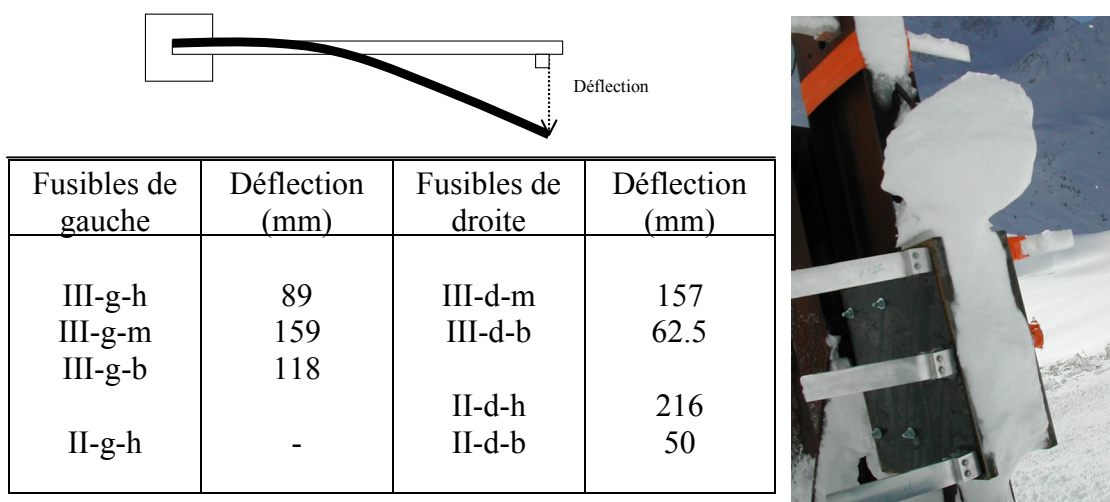 Déflection
Fusibles de gauche Déflection (mm) Fusibles de droite Déflection (mm)
III-g-h 89 III-d-m 157
III-g-m 159 III-d-b 62.5
III-g-b 118
II-d-h 216
II-g-h - II-d-b 50